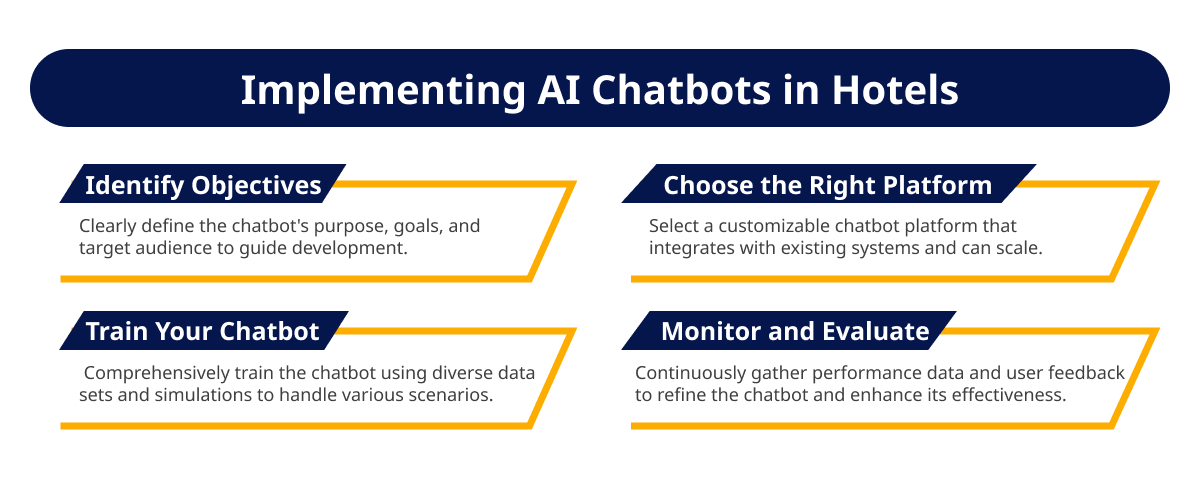 Implementing AI Chatbots in Hotels
Identify Objectives
Clearly define the chatbot's purpose, goals, and
target audience to guide development.
Choose the Right Platform
Select a customizable chatbot platform that
integrates with existing systems and can scale.
Train Your Chatbot
Comprehensively train the chatbot using diverse data
sets and simulations to handle various scenarios.
Monitor and Evaluate
Continuously gather performance data and user feedback
to refine the chatbot and enhance its effectiveness.